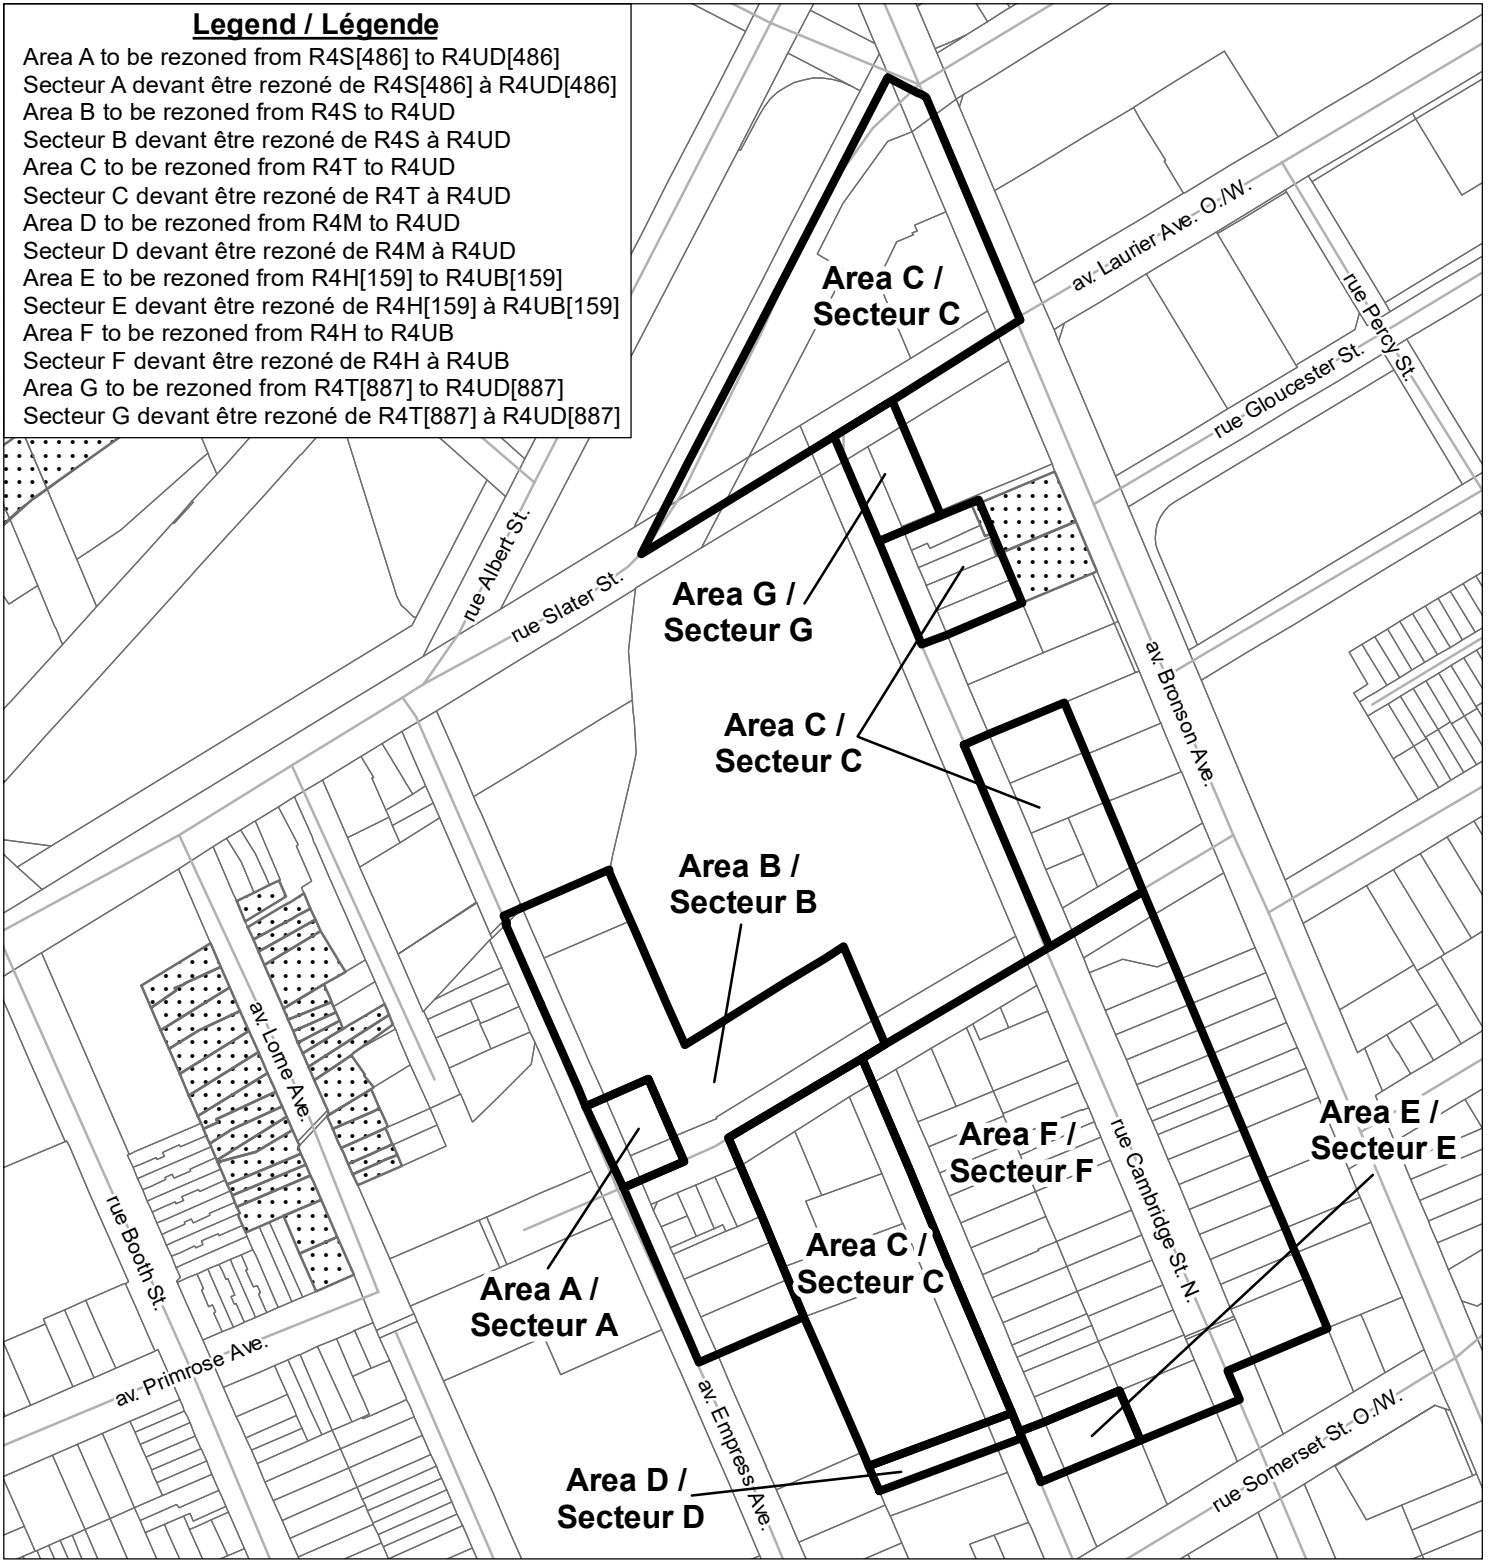 Legend / Légende
Area A to be rezoned from R4S[486] to R4UD[486]
Secteur A devant être rezoné de R4S[486] à R4UD[486]
Area B to be rezoned from R4S to R4UD
Secteur B devant être rezoné de R4S à R4UD
Area C to be rezoned from R4T to R4UD
Secteur C devant être rezoné de R4T à R4UD
Area D to be rezoned from R4M to R4UD
Secteur D devant être rezoné de R4M à R4UD
Area E to be rezoned from R4H[159] to R4UB[159]
Secteur E devant être rezoné de R4H[159] à R4UB[159]
Area F to be rezoned from R4H to R4UB
Secteur F devant être rezoné de R4H à R4UB
Area G to be rezoned from R4T[887] to R4UD[887]
Secteur G devant être rezoné de R4T[887] à R4UD[887]
av. Laurier Ave. O./W.
Area C /
Secteur C
rue Percy St.
rue Gloucester St.
rue Albert St.
rue Slater St.
Area G /
Secteur G
av. Bronson Ave.
Area C /
Secteur C
Area B /
Secteur B
av. Lorne Ave.
Area E /
Secteur E
Area F /
Secteur F
rue Cambridge St. N.
rue Booth St.
Area C /
Secteur C
Area A /
Secteur A
av. Primrose Ave.
av. Empress Ave.
rue Somerset St. O./W.
Area D /
Secteur D